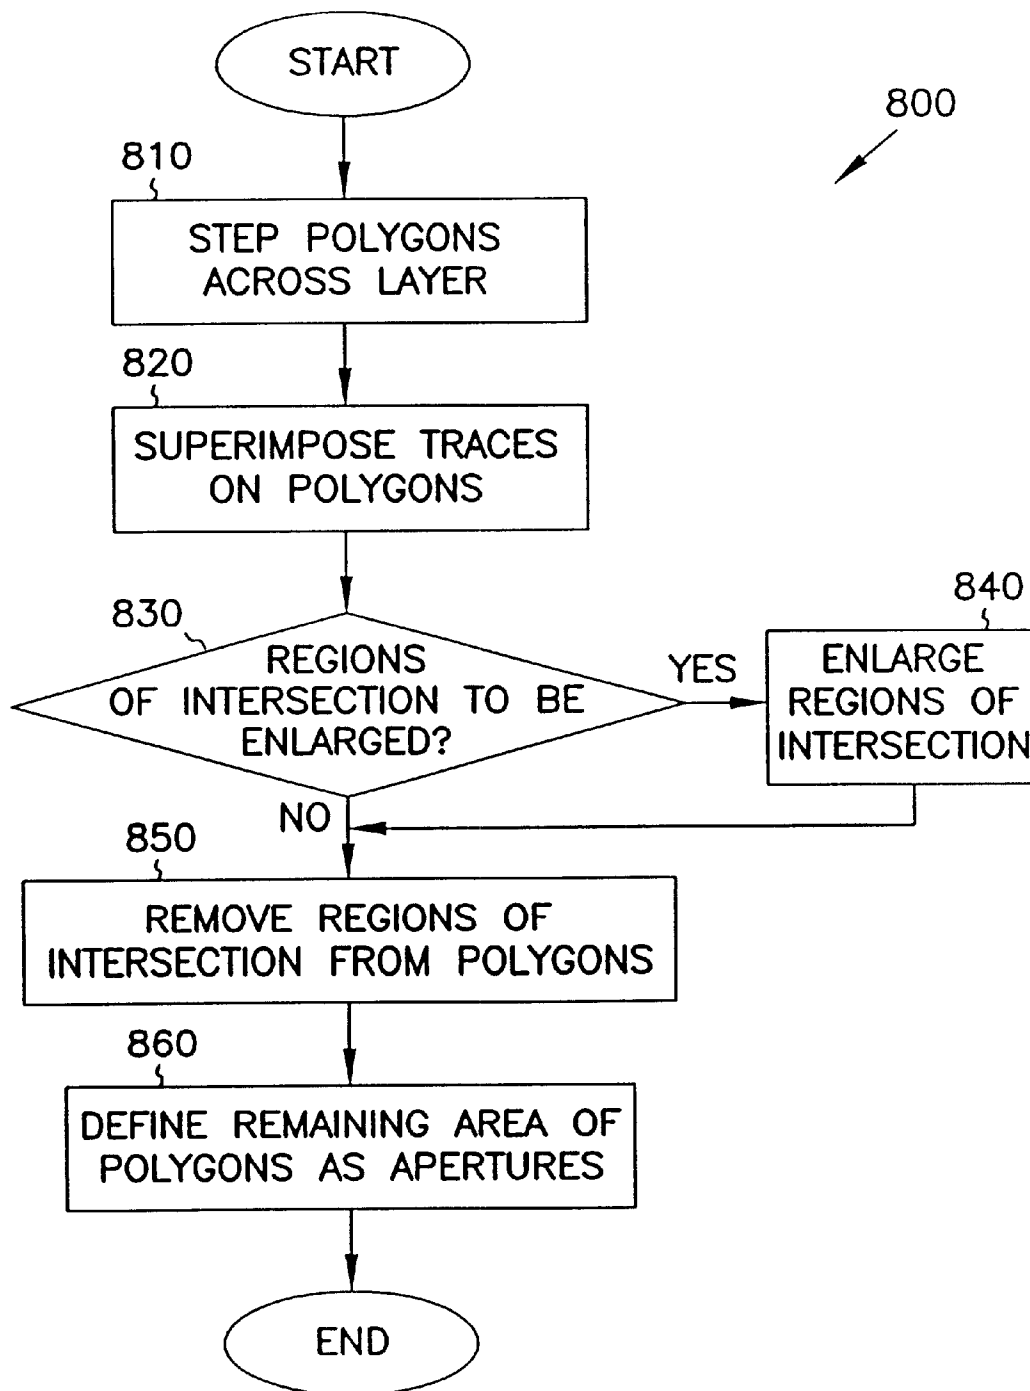 START
800
810
STEP POLYGONS
ACROSS LAYER
820
SUPERIMPOSE TRACES
ON POLYGONS
830
REGIONS
OF INTERSECTION TO BE
ENLARGED?
YES
840
ENLARGE
REGIONS OF
INTERSECTION
NO
850
REMOVE REGIONS OF
INTERSECTION FROM POLYGONS
860
DEFINE REMAINING AREA OF
POLYGONS AS APERTURES
END